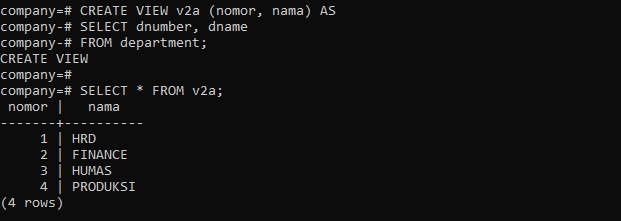 company=# CREATE VIEW v2a (nomor, nama) AS
company-# SELECT dnumber, dname
company-# FROM department;
CREATE VIEW
company=#
company=# SELECT * FROM v2a;
 nomor |   nama
-------+----------
     1 | HRD
     2 | FINANCE
     3 | HUMAS
     4 | PRODUKSI
(4 rows)